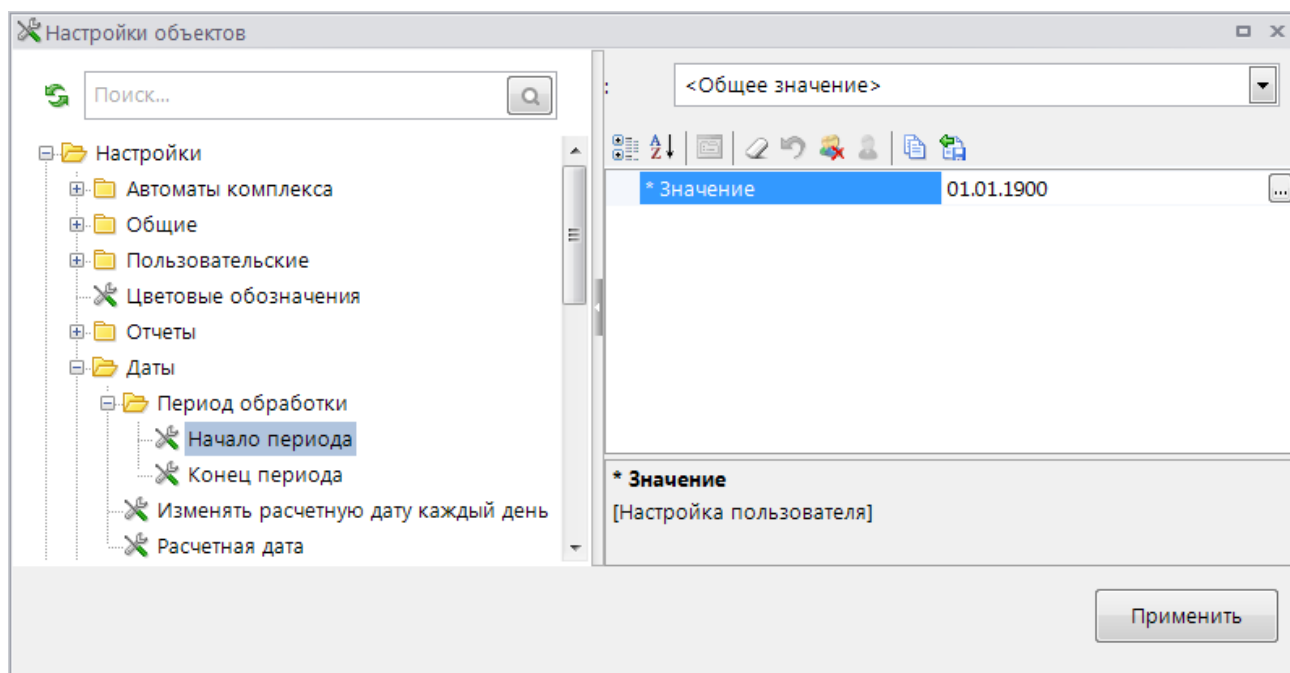 Настройки объектов
Поиск...
Настройки
Автоматы комплекса
Общие
Пользовательские
Цветовые обозначения
Отчеты
Даты
Период обработки
Начало периода
Конец периода
Изменять расчетную дату каждый день
Расчетная дата
: <Общее значение>
* Значение 01.01.1900 ...
* Значение
[Настройка пользователя]
Применить